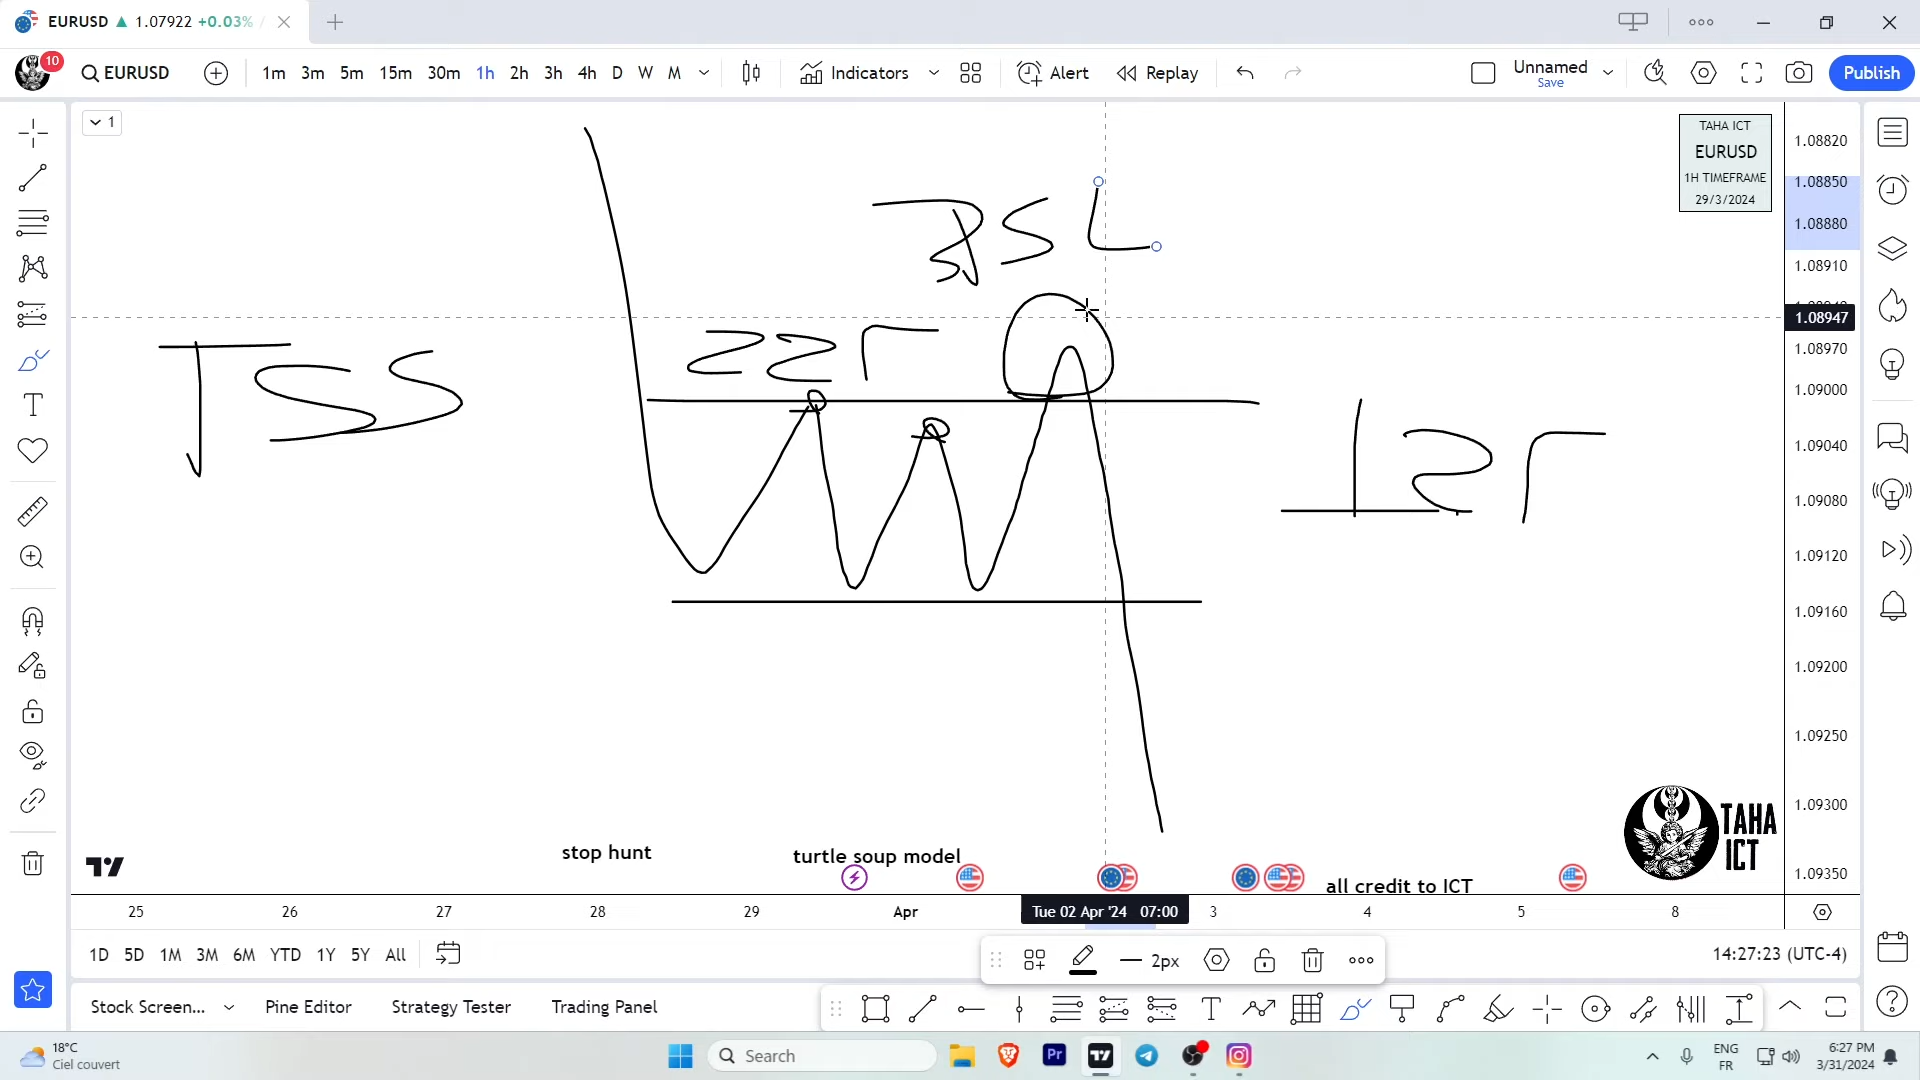 EURUSD ▲ 1.07922 +0.03% /
10
EURUSD 1m 3m 5m 15m 30m 1h 2h 3h 4h D W M Indicators Alert Replay Unnamed Publish
Save
1
TAHA ICT
EURUSD
1H TIMEFRAME
29/3/2024
1.08820
1.08850
1.08880
1.08910
1.08947
1.08970
1.09000
1.09040
1.09080
1.09120
1.09160
1.09200
1.09250
1.09300
1.09350
TSS
22r
SL
12r
TAHA
ICT
stop hunt
turtle soup model
all credit to ICT
25 26 27 28 29 Apr Tue 02 Apr '24 07:00 3 4 5 8
1D 5D 1M 3M 6M YTD 1Y 5Y All
2px
14:27:23 (UTC-4)
Stock Screen... Pine Editor Strategy Tester Trading Panel
18°C
Ciel couvert
Search
Pr
ENG
FR
6:27 PM
3/31/2024